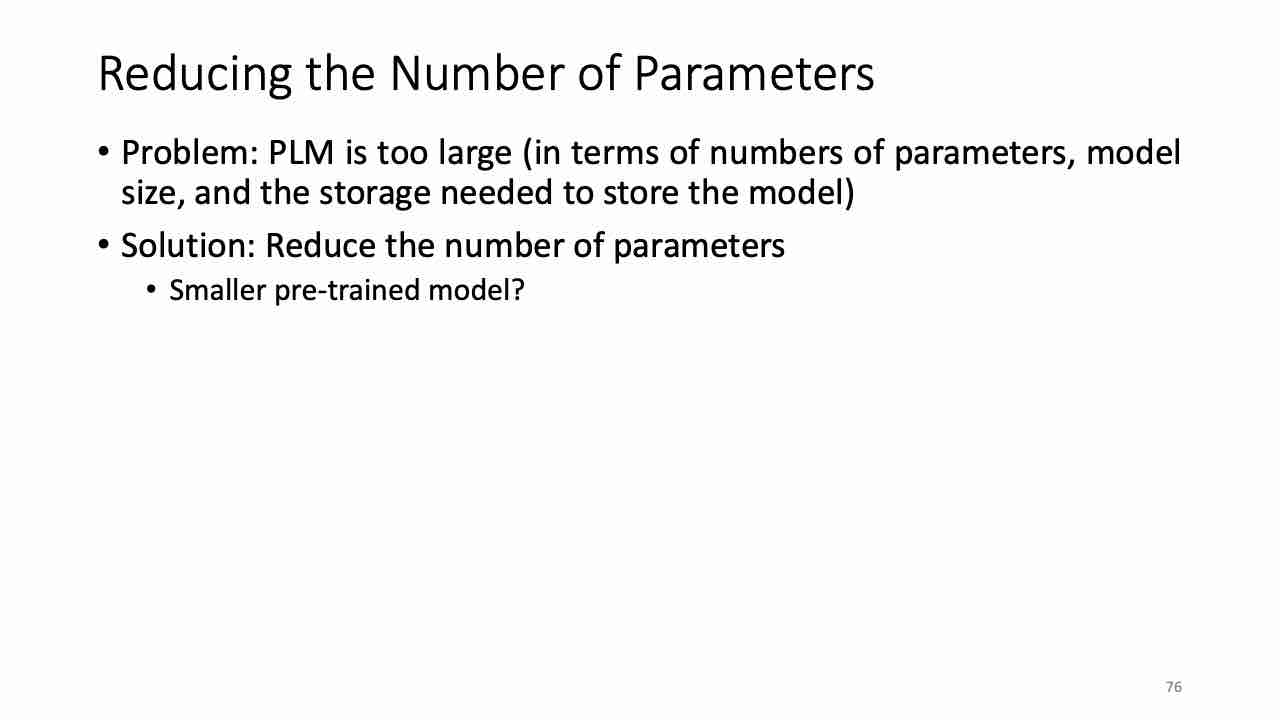 Reducing the Number of Parameters
• Problem: PLM is too large (in terms of numbers of parameters, model
size, and the storage needed to store the model)
• Solution: Reduce the number of parameters
• Smaller pre-trained model?
76